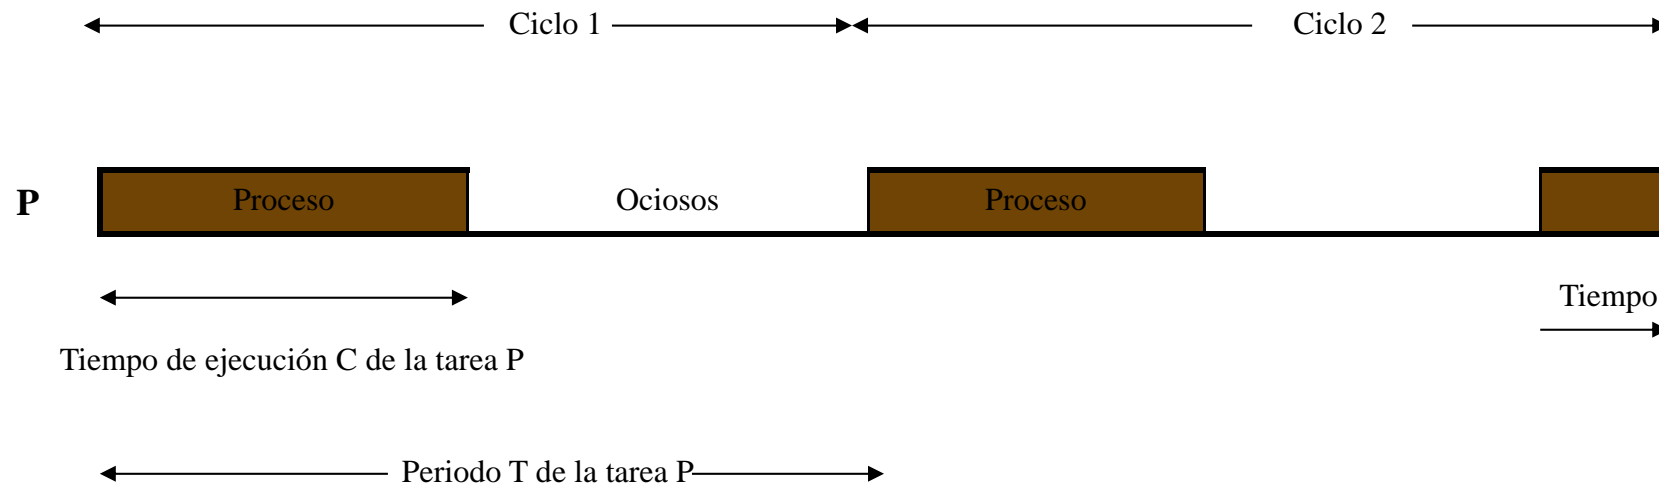 Ciclo 1 Ciclo 2
P Proceso Ociosos Proceso
Tiempo
Tiempo de ejecución C de la tarea P
Periodo T de la tarea P